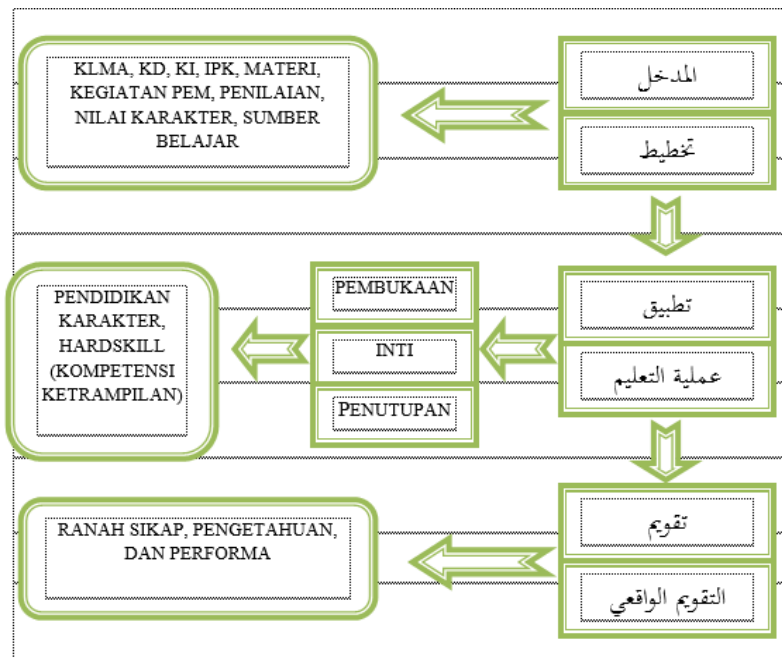 المدخل
تخطيط
KLMA, KD, KI, IPK, MATERI,
KEGIATAN PEM, PENILAIAN,
NILAI KARAKTER, SUMBER
BELAJAR
تطبيق
عملية التعليم
PEMBUKAAN
INTI
PENUTUPAN
PENDIDIKAN
KARAKTER,
HARDSKILL
(KOMPETENSI
KETRAMPILAN)
تقويم
التقويم الواقعي
RANAH SIKAP, PENGETAHUAN,
DAN PERFORMA